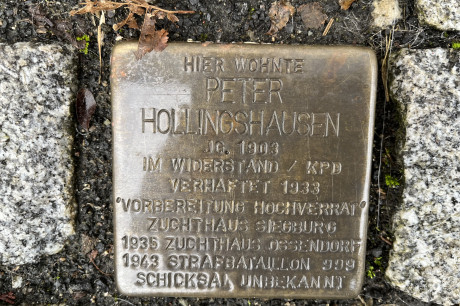 HIER WOHNTE
PETER
HOLLINGSHAUSEN
JG. 1903
IM WIDERSTAND / KPD
VERHAFTET 1933
"VORBEREITUNG HOCHVERRAT"
ZUCHTHAUS SIEGBURG
1935 ZUCHTHAUS OSSENDORF
1943 STRAFBATAILLON 999
SCHICKSAL UNBEKANNT